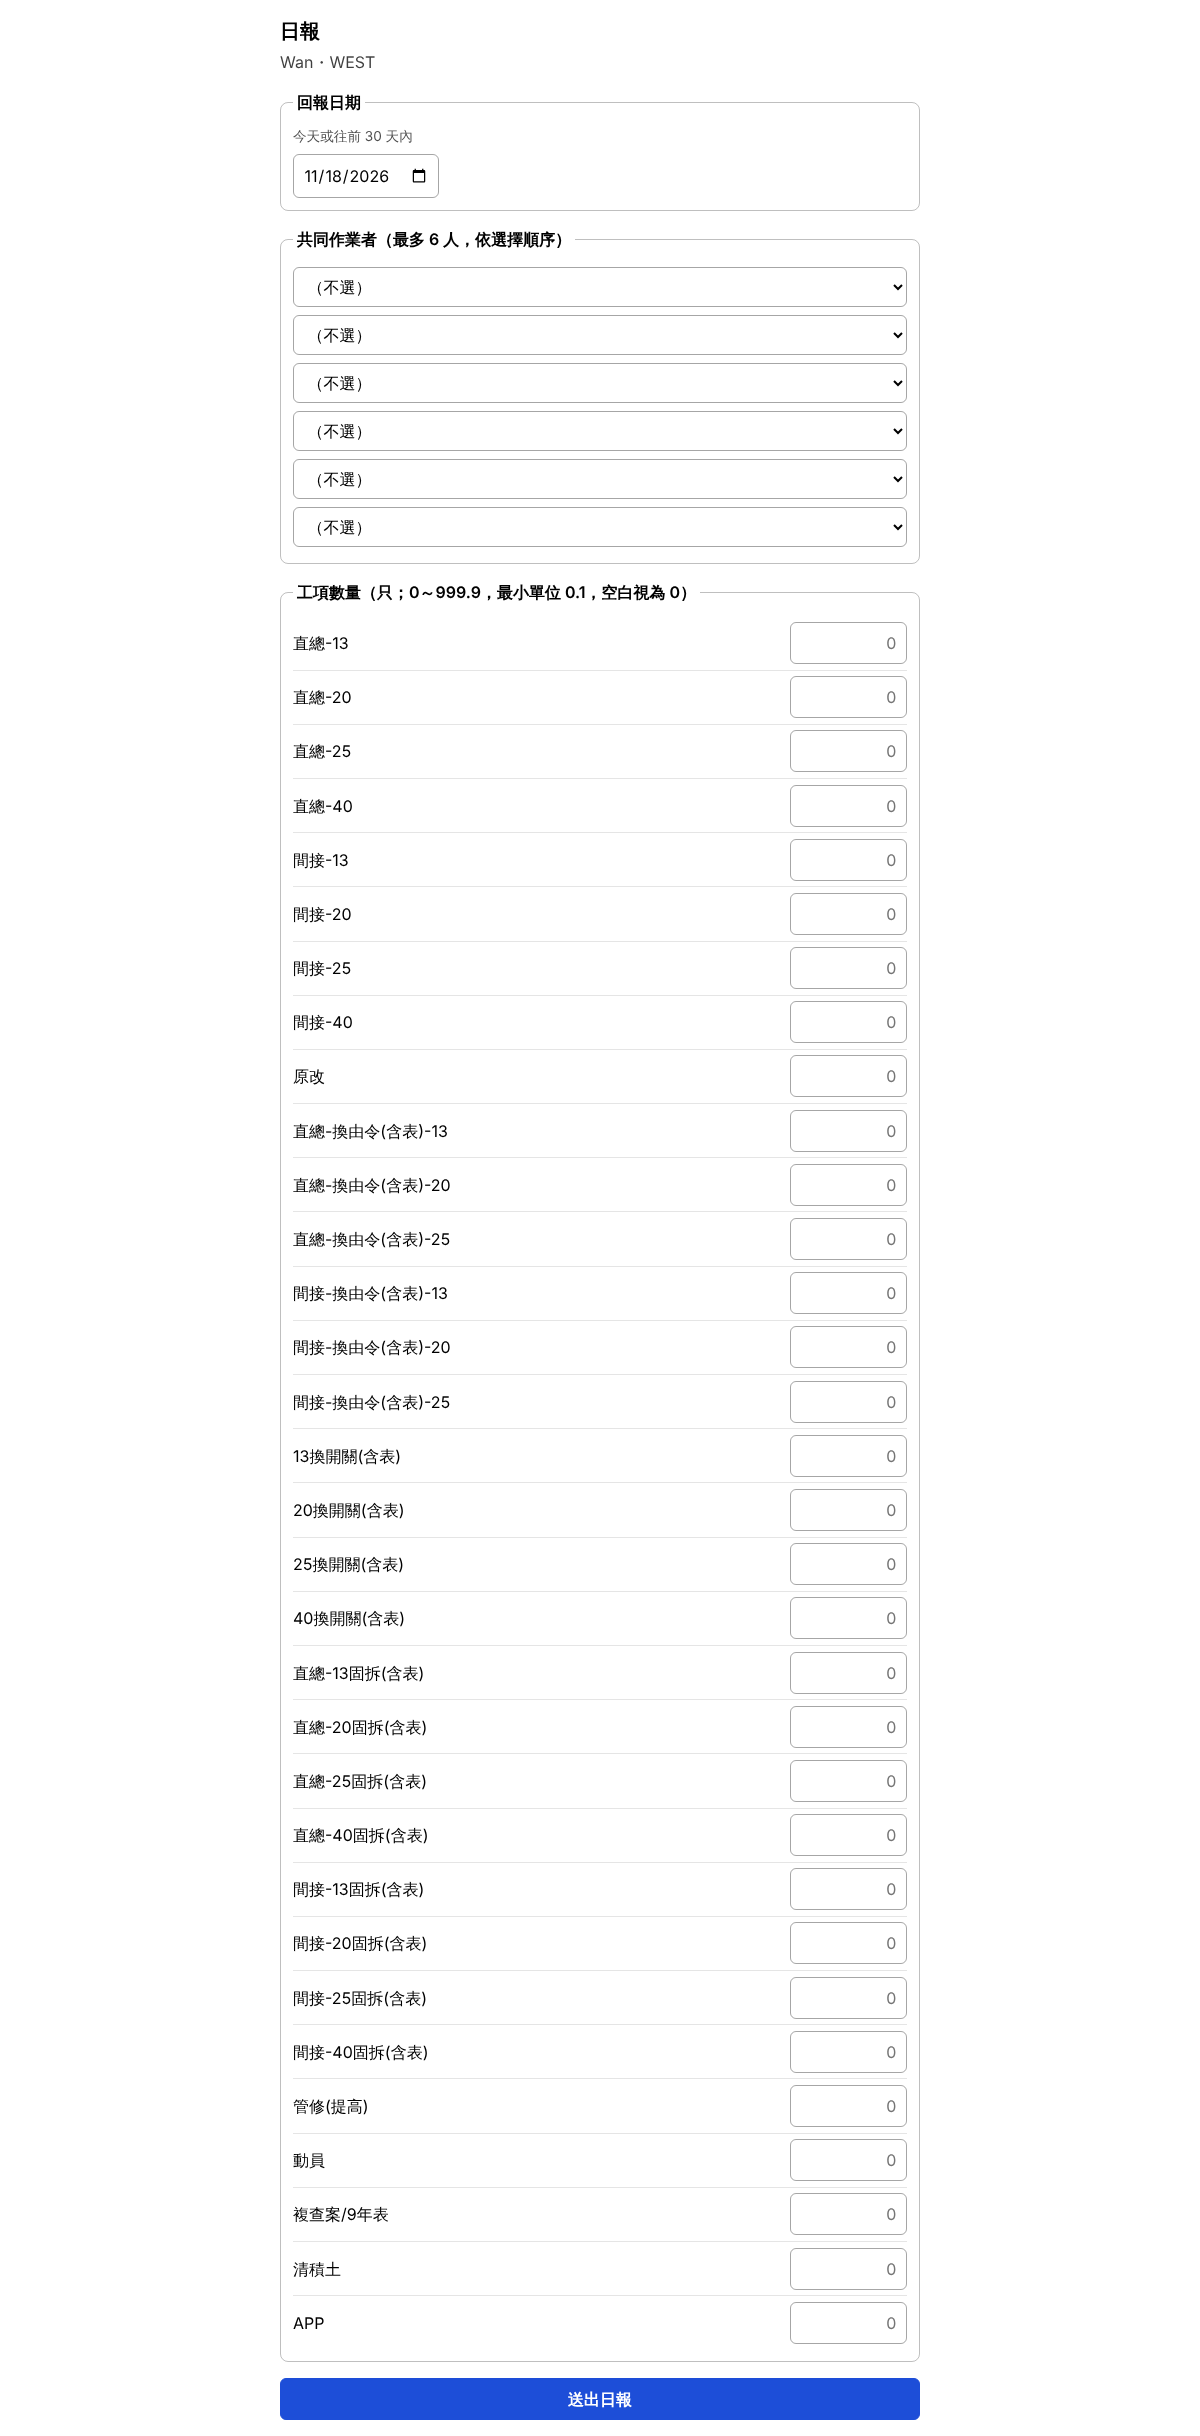 日報
Wan・WEST
回報日期
今天或往前 30 天內
11/18/2026
共同作業者（最多 6 人，依選擇順序）
（不選）
（不選）
（不選）
（不選）
（不選）
（不選）
工項數量（只；0～999.9，最小單位 0.1，空白視為 0）
直總-13 0
直總-20 0
直總-25 0
直總-40 0
間接-13 0
間接-20 0
間接-25 0
間接-40 0
原改 0
直總-換由令(含表)-13 0
直總-換由令(含表)-20 0
直總-換由令(含表)-25 0
間接-換由令(含表)-13 0
間接-換由令(含表)-20 0
間接-換由令(含表)-25 0
13換開關(含表) 0
20換開關(含表) 0
25換開關(含表) 0
40換開關(含表) 0
直總-13固拆(含表) 0
直總-20固拆(含表) 0
直總-25固拆(含表) 0
直總-40固拆(含表) 0
間接-13固拆(含表) 0
間接-20固拆(含表) 0
間接-25固拆(含表) 0
間接-40固拆(含表) 0
管修(提高) 0
動員 0
複查案/9年表 0
清積土 0
APP 0
送出日報